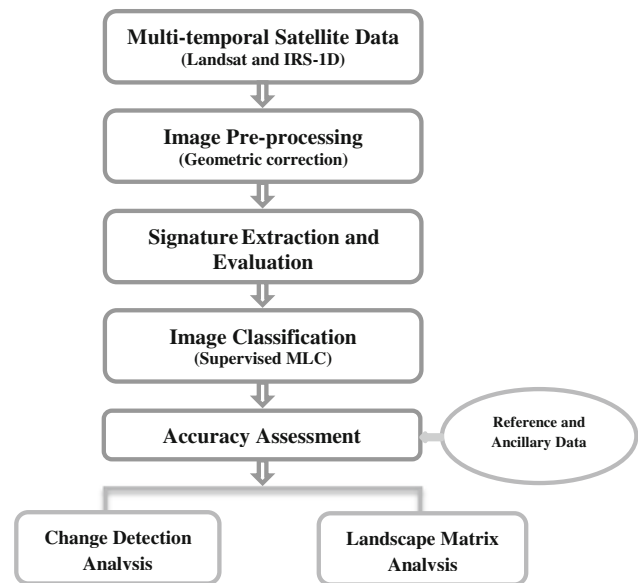 Multi-temporal Satellite Data
(Landsat and IRS-1D)
Image Pre-processing
(Geometric correction)
Signature Extraction and
Evaluation
Image Classification
(Supervised MLC)
Accuracy Assessment
Reference and
Ancillary Data
Change Detection
Analysis
Landscape Matrix
Analysis